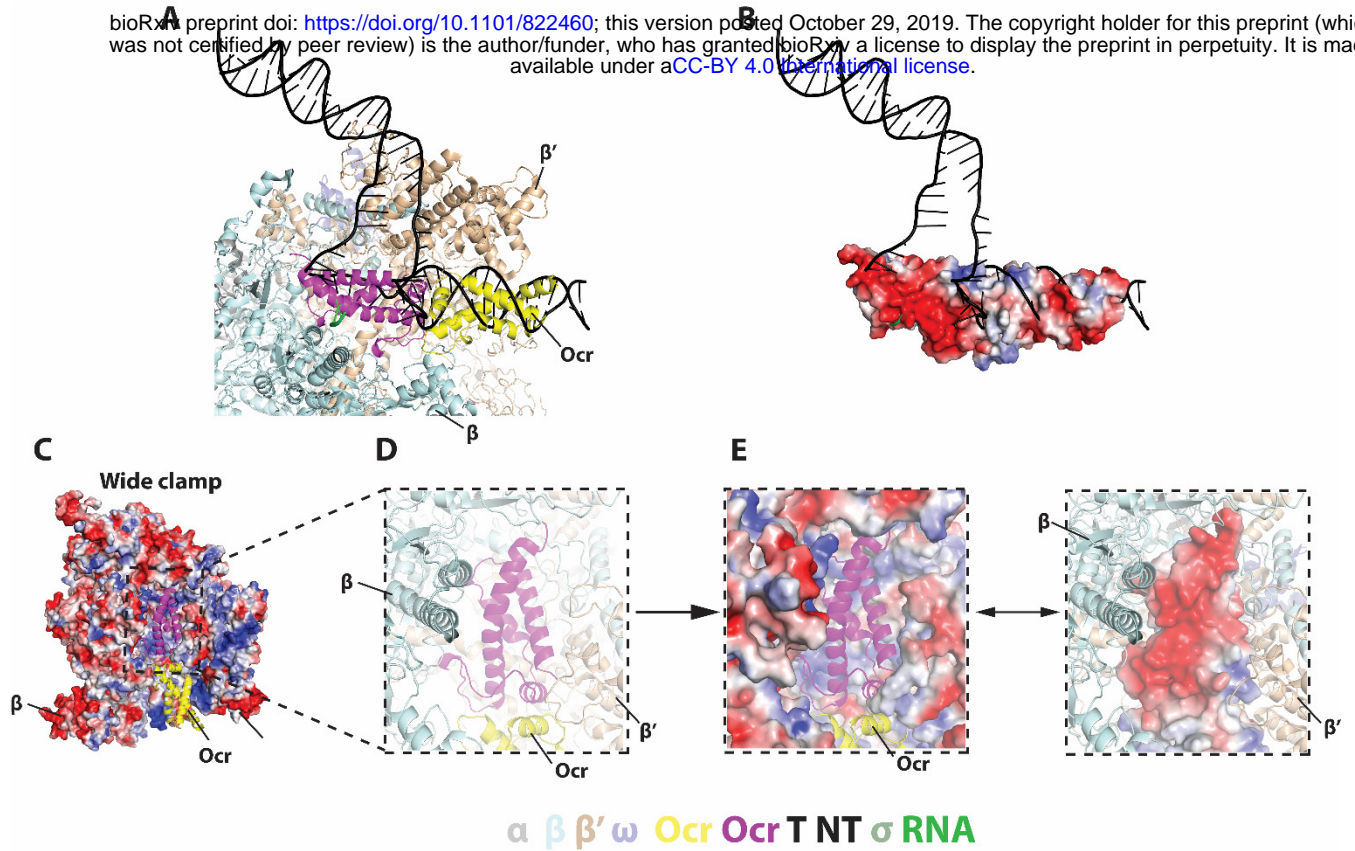 bioRxiv preprint doi: https://doi.org/10.1101/822460; this version posted October 29, 2019. The copyright holder for this preprint (whi
was not certified by peer review) is the author/funder, who has granted bioRxiv a license to display the preprint in perpetuity. It is ma
available under aCC-BY 4.0 International license.
A
B
β'
Ocr
β
C
D
E
Wide clamp
β
Ocr
β
β'
Ocr
Ocr
β
β'
α β β' ω Ocr Ocr T NT σ RNA